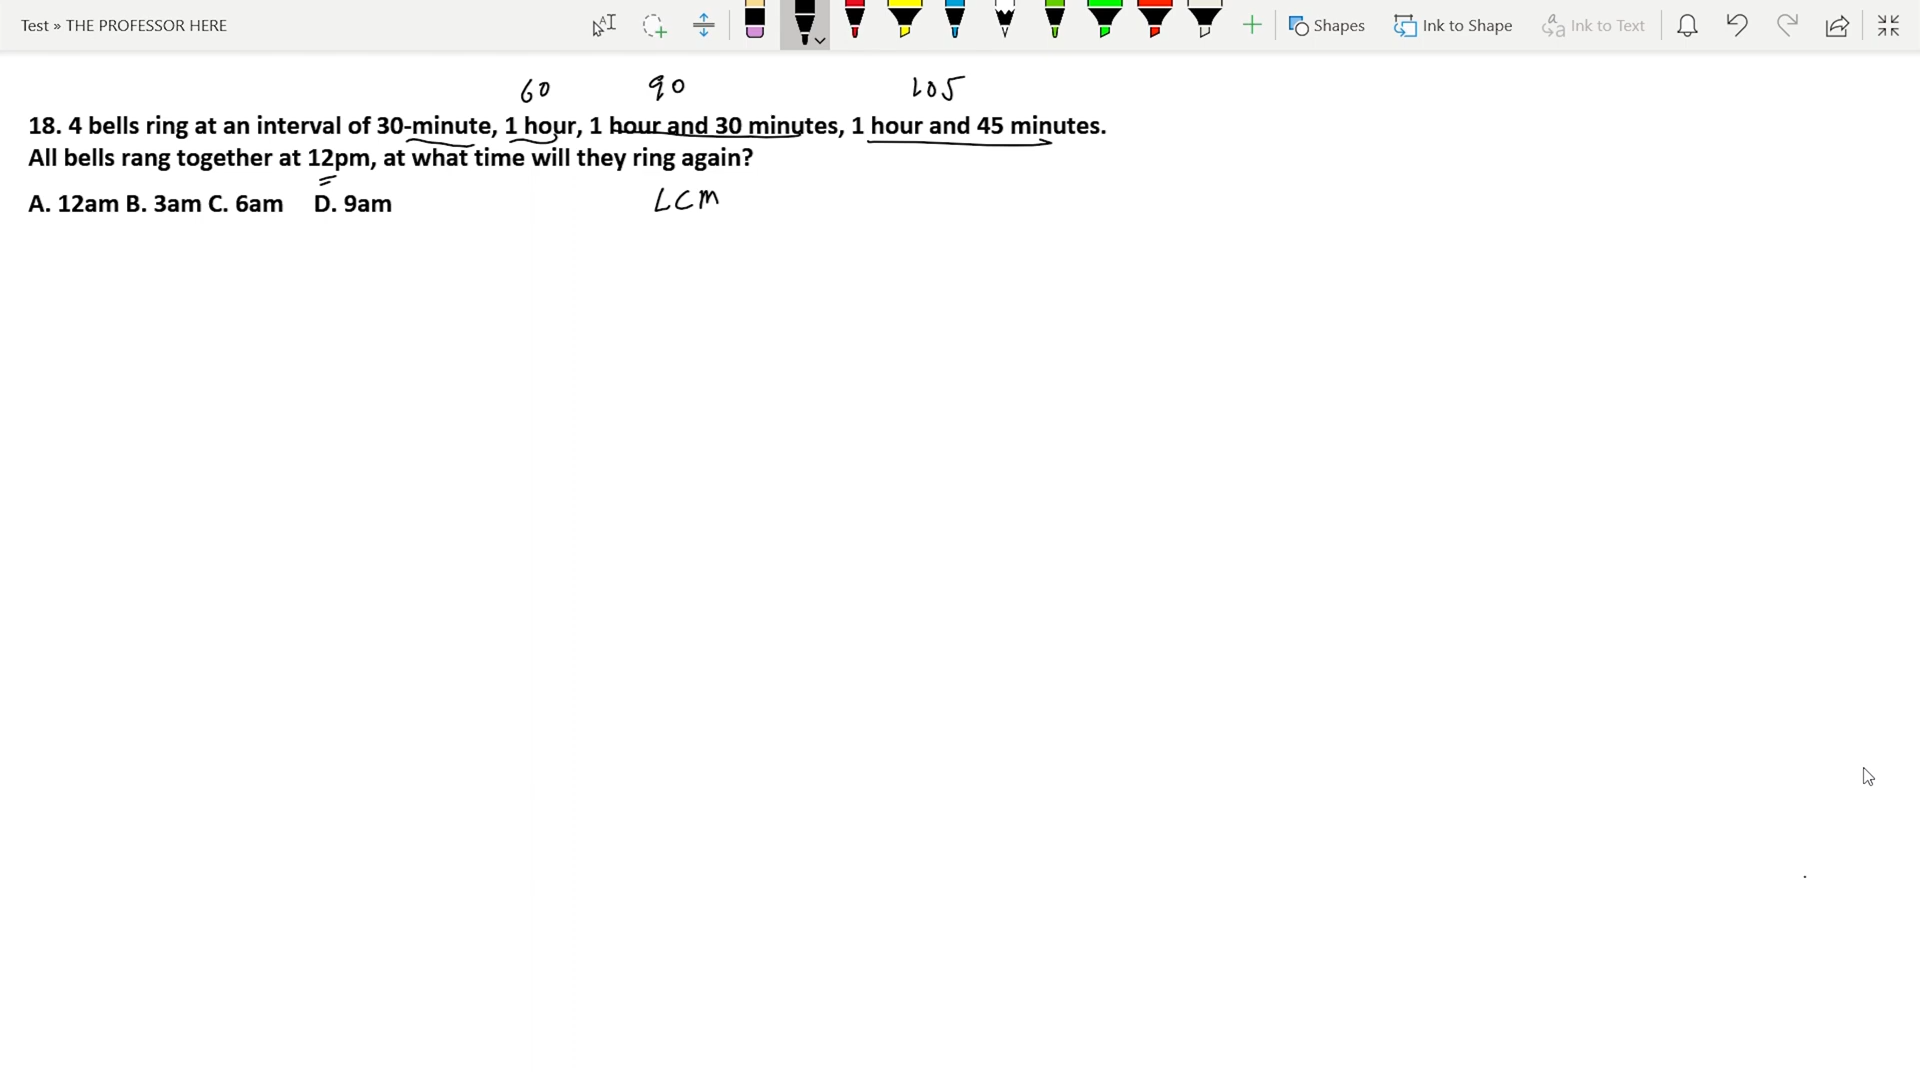 Test » THE PROFESSOR HERE
Shapes
Ink to Shape
Ink to Text
60 90 105
18. 4 bells ring at an interval of 30-minute, 1 hour, 1 hour and 30 minutes, 1 hour and 45 minutes.
All bells rang together at 12pm, at what time will they ring again?
A. 12am B. 3am C. 6am D. 9am
LCM